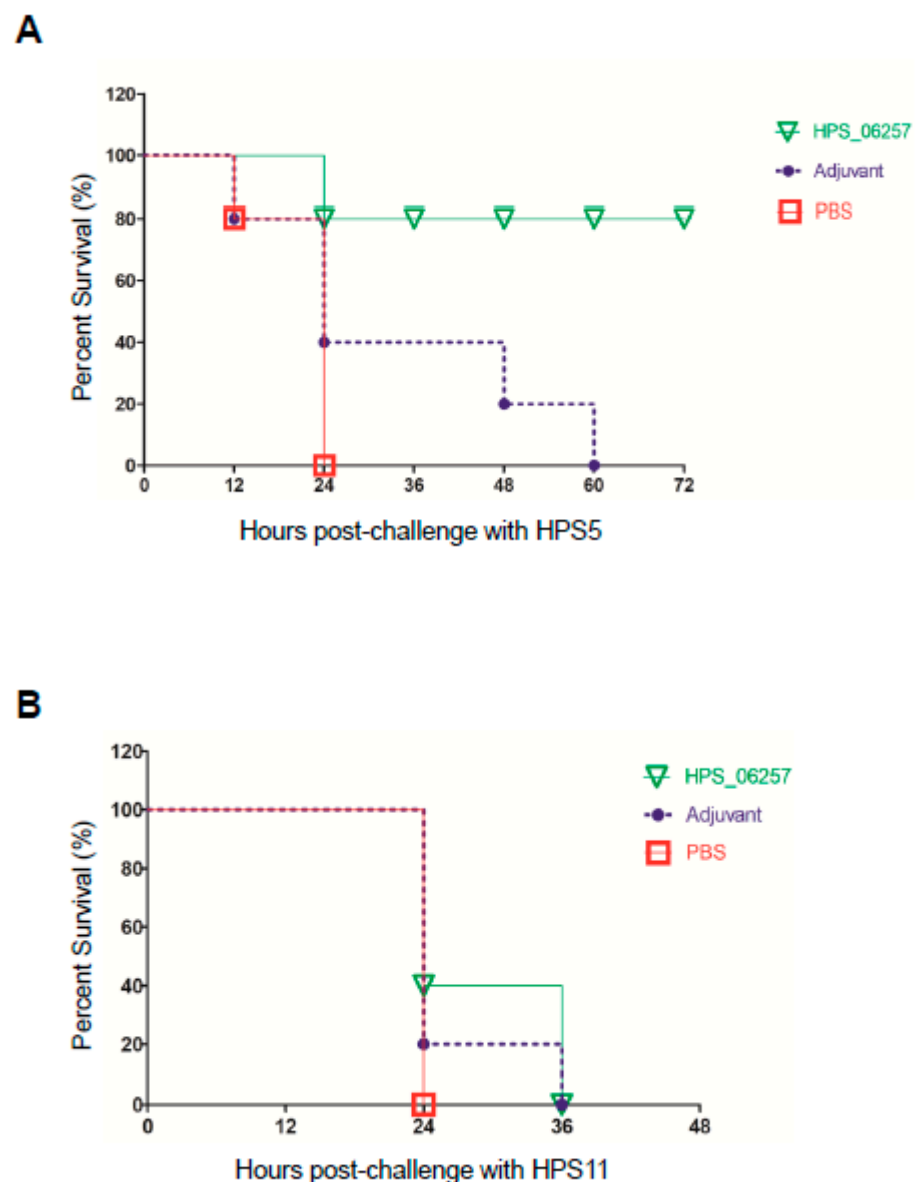 A
120
100
80
60
40
20
0
Percent Survival (%)
HPS_06257
Adjuvant
PBS
0 12 24 36 48 60 72
Hours post-challenge with HPS5
B
120
100
80
60
40
20
0
Percent Survival (%)
HPS_06257
Adjuvant
PBS
0 12 24 36 48
Hours post-challenge with HPS11